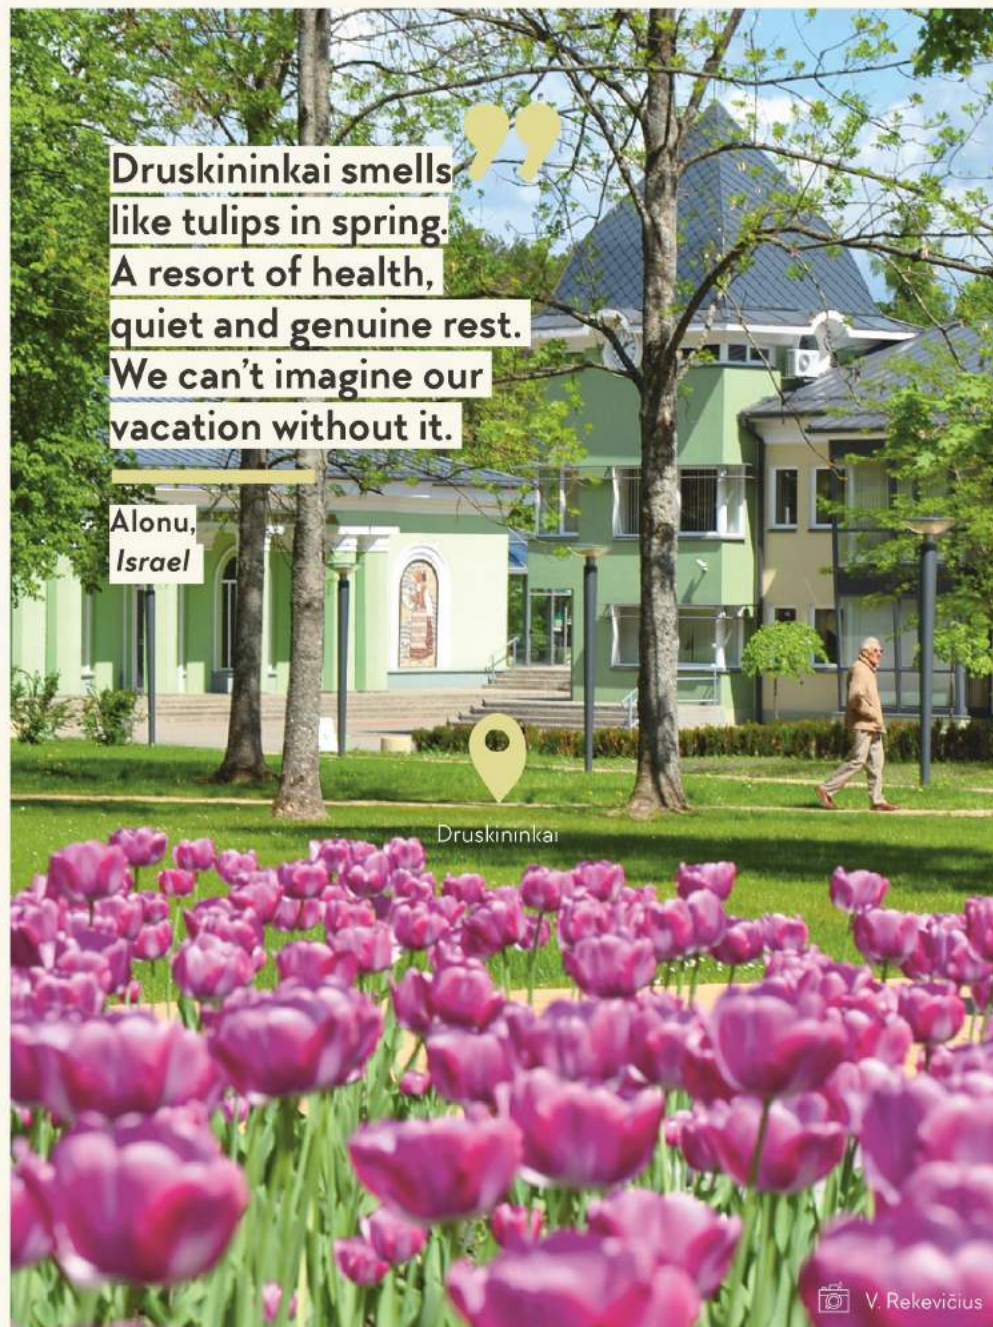 Druskininkai smells
like tulips in spring.
A resort of health,
quiet and genuine rest.
We can't imagine our
vacation without it.
Alonu,
Israel
Druskininkai
V. Rekevičius